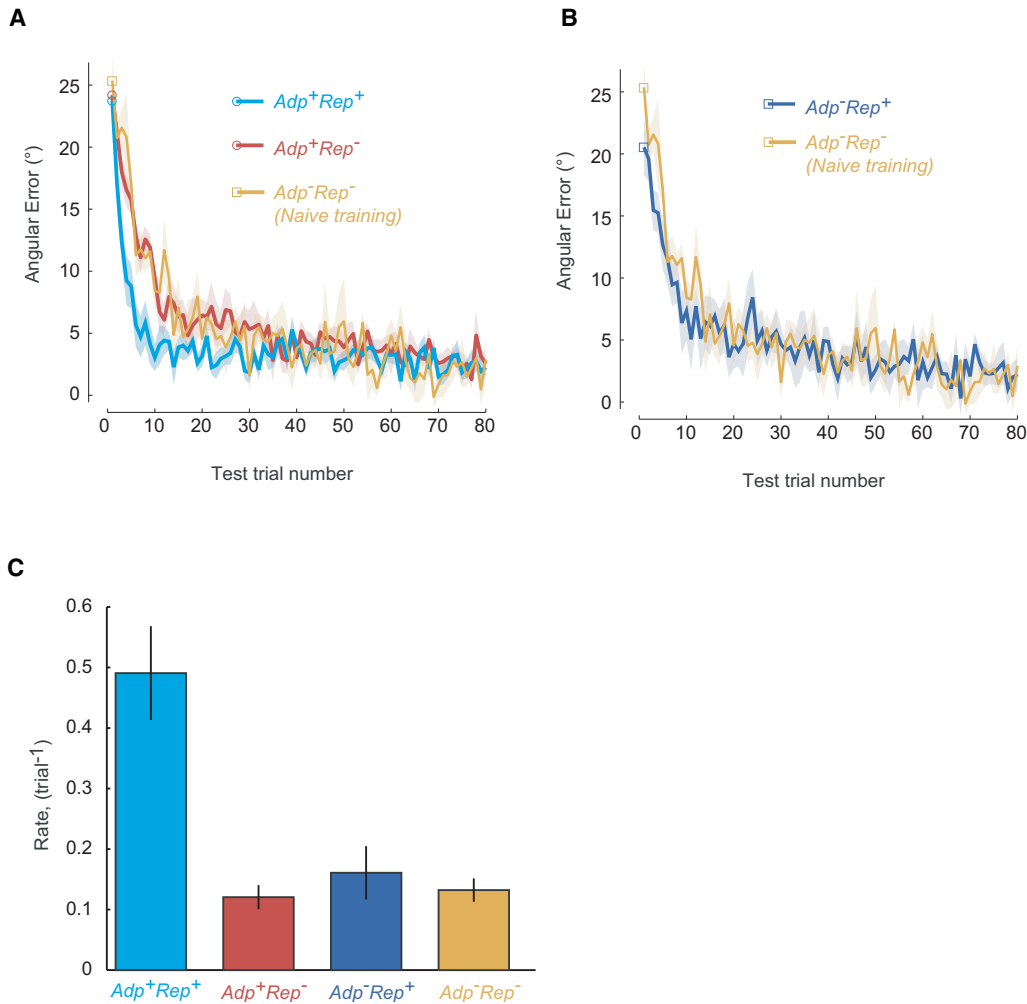 A
Angular Error (°)
25
20
15
10
5
0
Adp⁺Rep⁺
Adp⁺Rep⁻
Adp⁻Rep⁻
(Naive training)
0 10 20 30 40 50 60 70 80
Test trial number
B
Angular Error (°)
25
20
15
10
5
0
Adp⁻Rep⁺
Adp⁻Rep⁻
(Naive training)
0 10 20 30 40 50 60 70 80
Test trial number
C
Rate, (trial⁻¹)
0.6
0.5
0.4
0.3
0.2
0.1
0
Adp⁺Rep⁺ Adp⁺Rep⁻ Adp⁻Rep⁺ Adp⁻Rep⁻